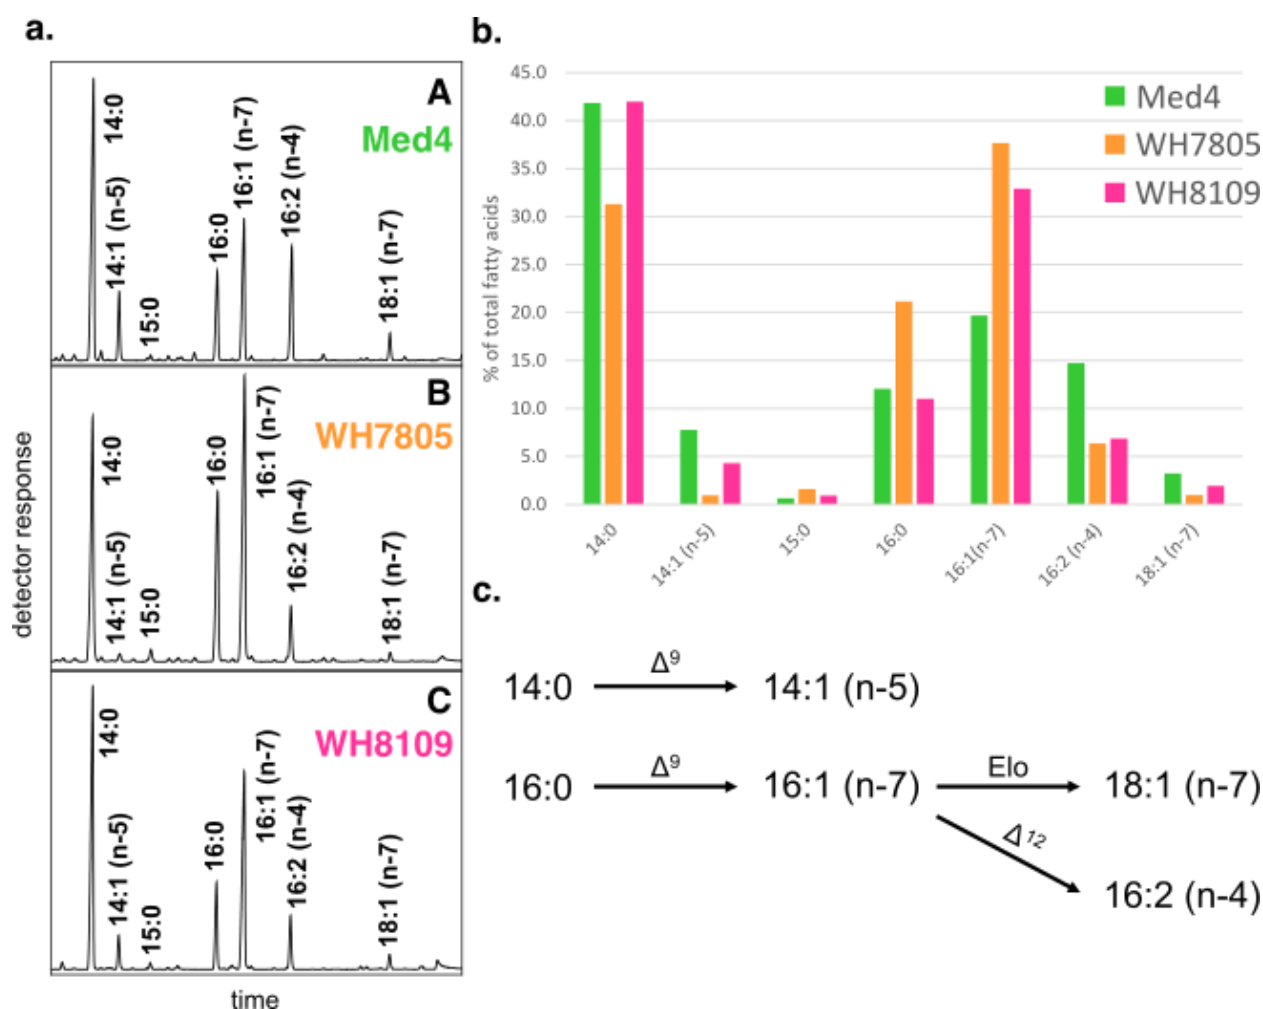 a.
A
Med4
14:0
14:1 (n-5)
15:0
16:0
16:1 (n-7)
16:2 (n-4)
18:1 (n-7)
B
WH7805
14:0
14:1 (n-5)
15:0
16:0
16:1 (n-7)
16:2 (n-4)
18:1 (n-7)
C
WH8109
14:0
14:1 (n-5)
15:0
16:0
16:1 (n-7)
16:2 (n-4)
18:1 (n-7)
detector response
time
b.
45.0
40.0
35.0
30.0
25.0
20.0
15.0
10.0
5.0
0.0
% of total fatty acids
Med4
WH7805
WH8109
14:0
14:1 (n-5)
15:0
16:0
16:1(n-7)
16:2 (n-4)
18:1 (n-7)
c.
14:0 Δ9 14:1 (n-5)
16:0 Δ9 16:1 (n-7) Elo 18:1 (n-7)
Δ12
16:2 (n-4)